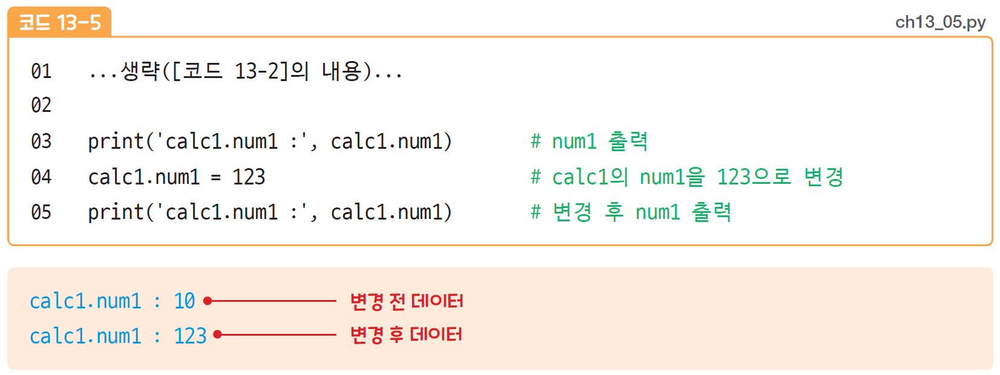 코드 13-5
ch13_05.py
01 ...생략([코드 13-2]의 내용)...
02
03 print('calc1.num1 :', calc1.num1) # num1 출력
04 calc1.num1 = 123 # calc1의 num1을 123으로 변경
05 print('calc1.num1 :', calc1.num1) # 변경 후 num1 출력
calc1.num1 : 10 변경 전 데이터
calc1.num1 : 123 변경 후 데이터